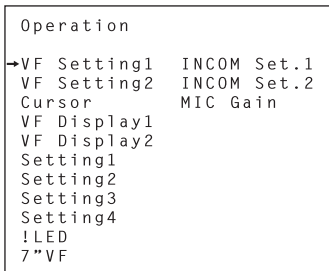 Operation
→VF Setting1 INCOM Set.1
VF Setting2 INCOM Set.2
Cursor MIC Gain
VF Display1
VF Display2
Setting1
Setting2
Setting3
Setting4
!LED
7”VF